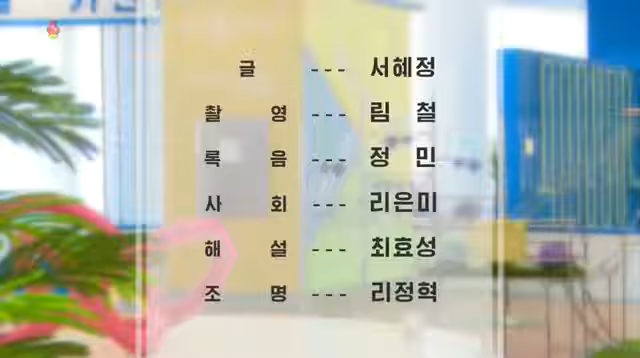 글 --- 서혜정
촬 영 --- 림 철
록 음 --- 정 민
사 회 --- 리은미
해 설 --- 최효성
조 명 --- 리정혁